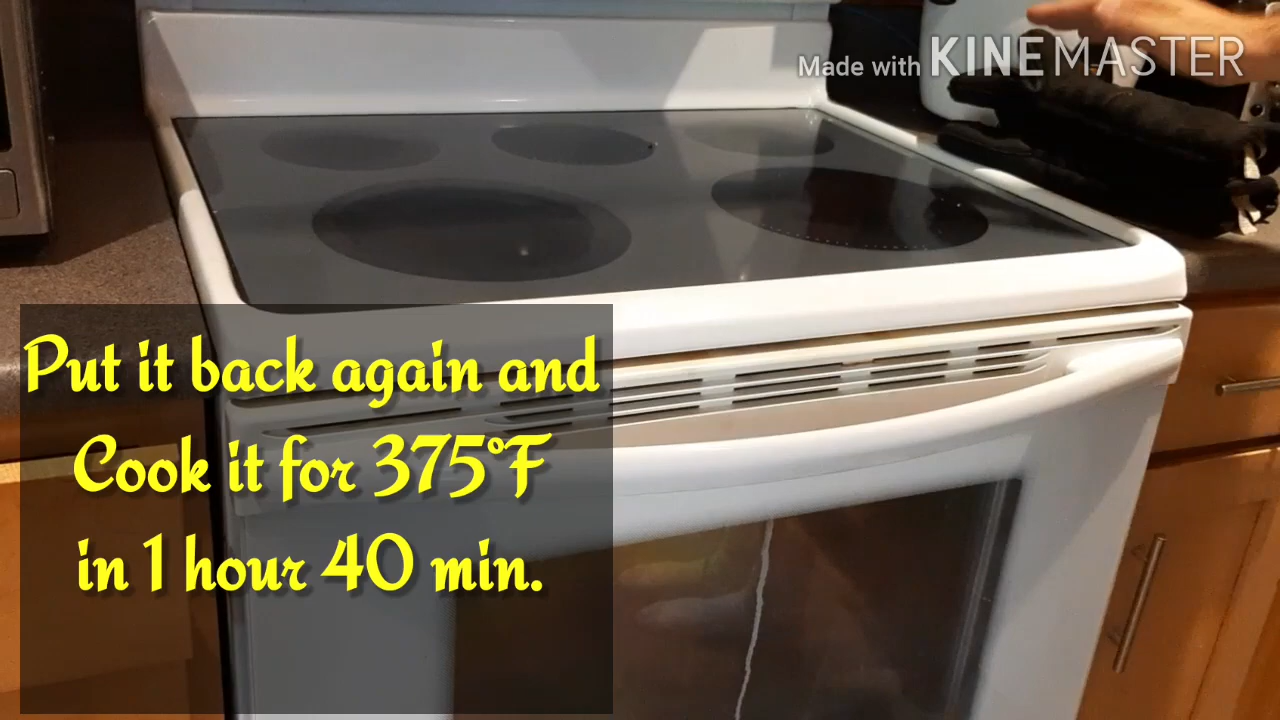 Made with KINEMASTER
Put it back again and
Cook it for 375°F
in 1 hour 40 min.